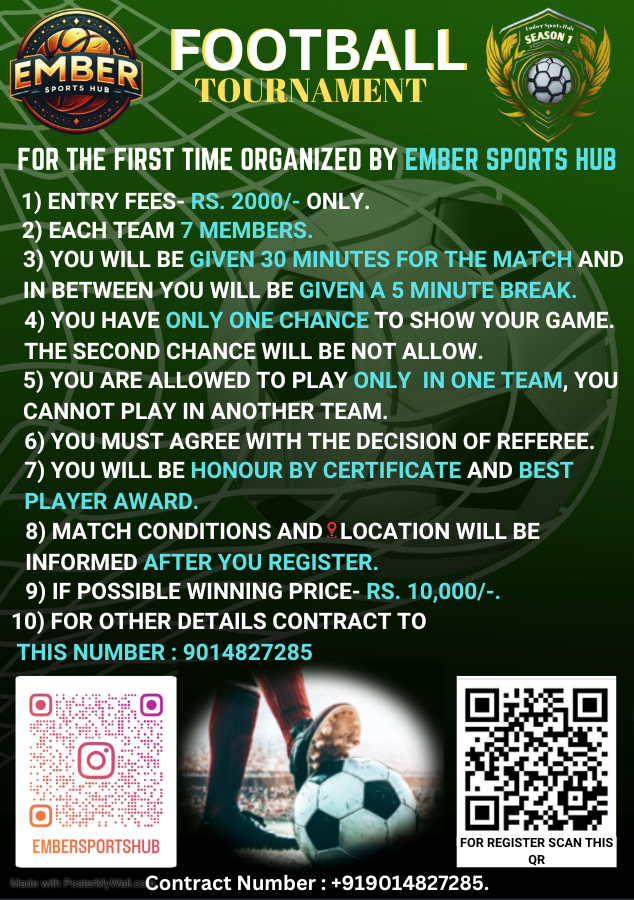 EMBER
SPORTS HUB
FOOTBALL
TOURNAMENT
Ember Sports Hub
SEASON 1
FOR THE FIRST TIME ORGANIZED BY EMBER SPORTS HUB
1) ENTRY FEES- RS. 2000/- ONLY.
2) EACH TEAM 7 MEMBERS.
3) YOU WILL BE GIVEN 30 MINUTES FOR THE MATCH AND
IN BETWEEN YOU WILL BE GIVEN A 5 MINUTE BREAK.
4) YOU HAVE ONLY ONE CHANCE TO SHOW YOUR GAME.
THE SECOND CHANCE WILL BE NOT ALLOW.
5) YOU ARE ALLOWED TO PLAY ONLY IN ONE TEAM, YOU
CANNOT PLAY IN ANOTHER TEAM.
6) YOU MUST AGREE WITH THE DECISION OF REFEREE.
7) YOU WILL BE HONOUR BY CERTIFICATE AND BEST
PLAYER AWARD.
8) MATCH CONDITIONS AND LOCATION WILL BE
INFORMED AFTER YOU REGISTER.
9) IF POSSIBLE WINNING PRICE- RS. 10,000/-.
10) FOR OTHER DETAILS CONTRACT TO
THIS NUMBER : 9014827285
EMBERSPORTSHUB
FOR REGISTER SCAN THIS
QR
Made with PosterMyWall.com
Contract Number : +919014827285.